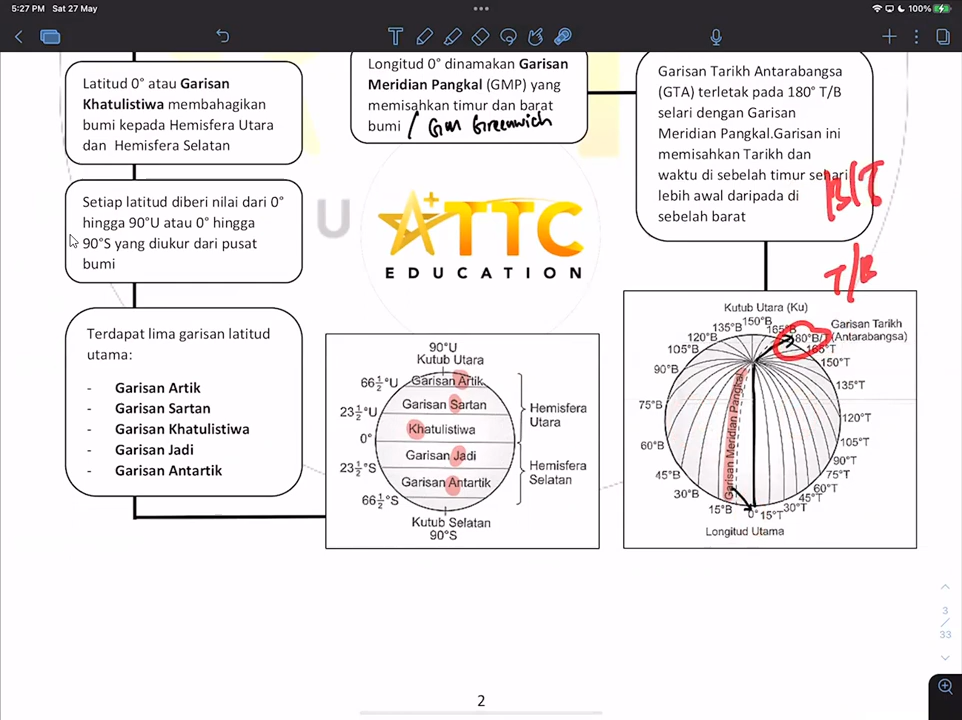 5:27 PM Sat 27 May
100%
Latitud 0° atau Garisan
Khatulistiwa membahagikan
bumi kepada Hemisfera Utara
dan Hemisfera Selatan
Longitud 0° dinamakan Garisan
Meridian Pangkal (GMP) yang
memisahkan timur dan barat
bumi / Grsn Greenwich
Garisan Tarikh Antarabangsa
(GTA) terletak pada 180° T/B
selari dengan Garisan
Meridian Pangkal.Garisan ini
memisahkan Tarikh dan
waktu di sebelah timur sehari
lebih awal daripada di
sebelah barat
B/T
T/B
Setiap latitud diberi nilai dari 0°
hingga 90°U atau 0° hingga
90°S yang diukur dari pusat
bumi
U
ATTC
EDUCATION
Terdapat lima garisan latitud
utama:
- Garisan Artik
- Garisan Sartan
- Garisan Khatulistiwa
- Garisan Jadi
- Garisan Antartik
90°U
Kutub Utara
66½°U Garisan Artik
23½°U Garisan Sartan
Khatulistiwa
0°
Garisan Jadi
23½°S
Garisan Antartik
66½°S
Kutub Selatan
90°S
Hemisfera
Utara
Hemisfera
Selatan
Kutub Utara (Ku)
150°B
135°B 165°B
120°B 180°B/T
Garisan Tarikh
(Antarabangsa)
105°B 165°T
90°B 150°T
135°T
75°B
120°T
60°B 105°T
90°T
45°B 75°T
30°B 60°T
45°T
15°B 0° 15°T 30°T
Garisan Meridian Pangkal
Longitud Utama
3
/
33
2